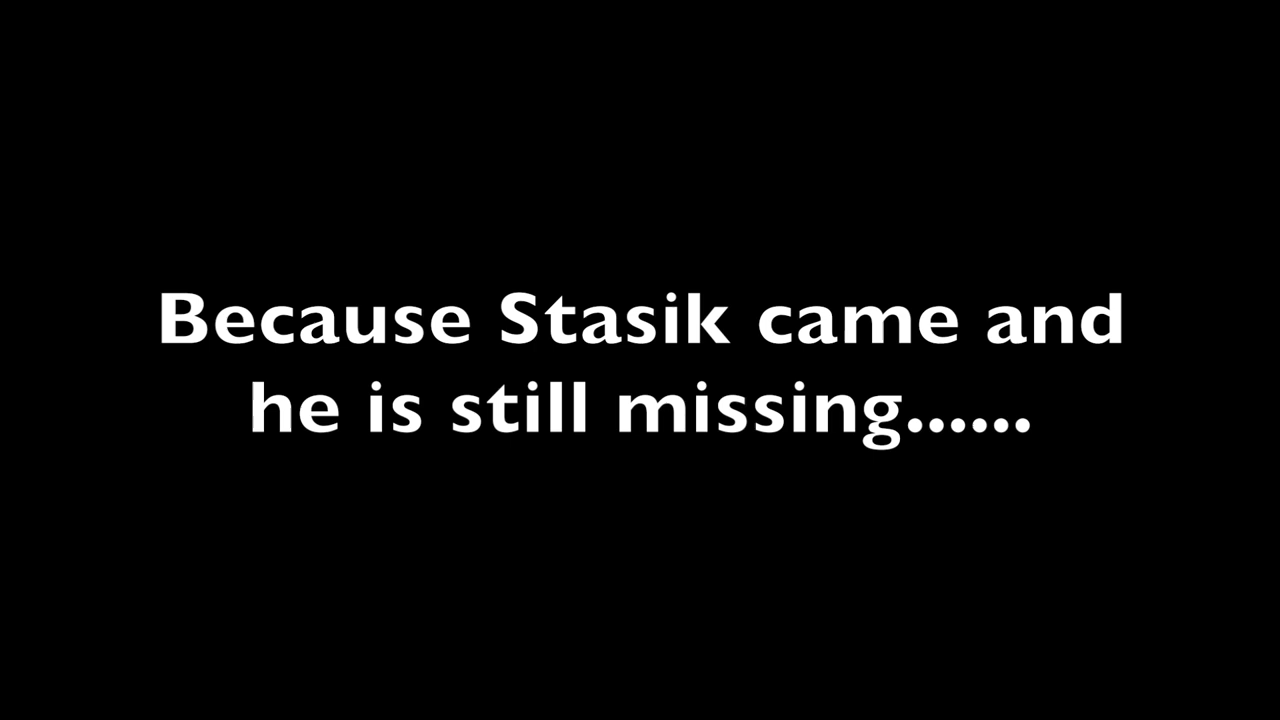 Because Stasik came and
he is still missing......